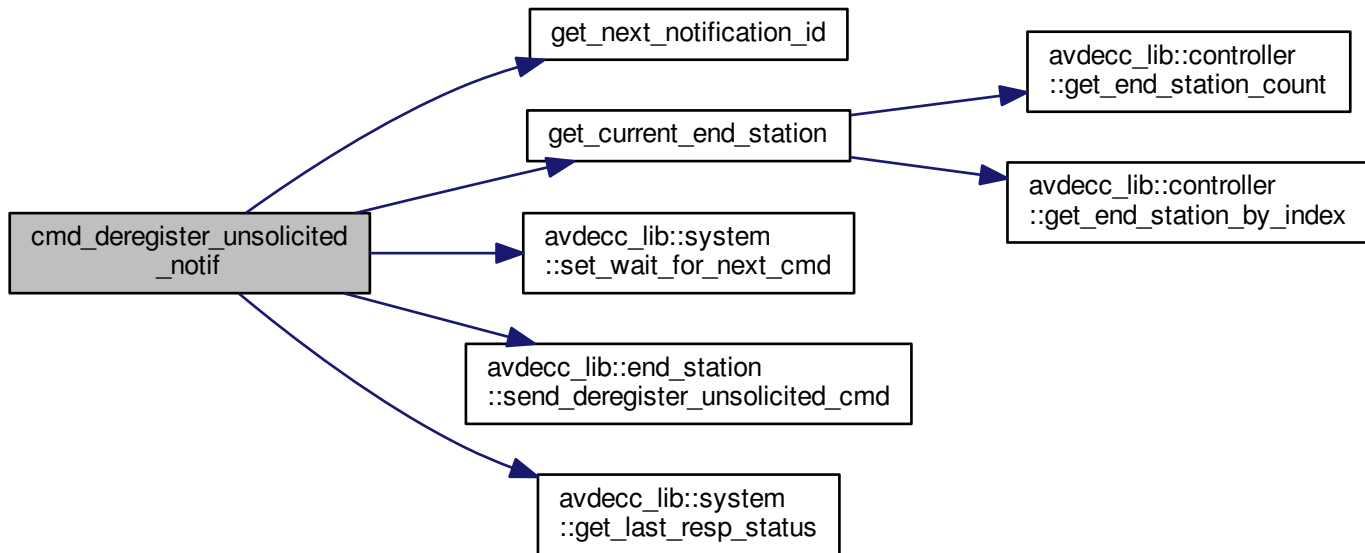 get_next_notification_id
avdecc_lib::controller
::get_end_station_count
get_current_end_station
avdecc_lib::controller
::get_end_station_by_index
cmd_deregister_unsolicited
_notif
avdecc_lib::system
::set_wait_for_next_cmd
avdecc_lib::end_station
::send_deregister_unsolicited_cmd
avdecc_lib::system
::get_last_resp_status